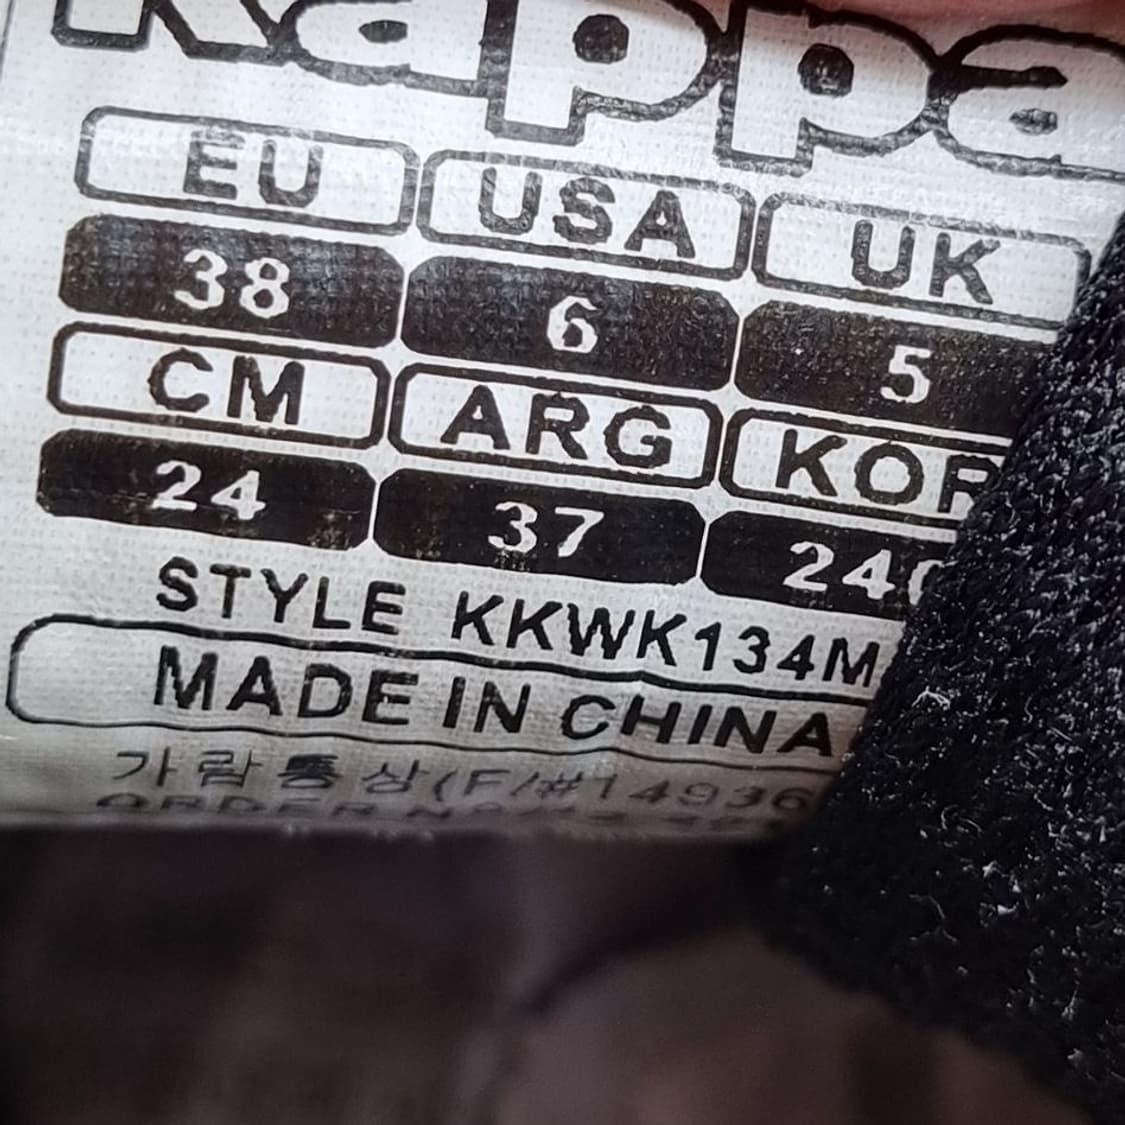 Kappa
EU USA UK
38 6 5
CM ARG KOR
24 37 240
STYLE KKWK134M
MADE IN CHINA
가람통상(F/#14936
ORDER